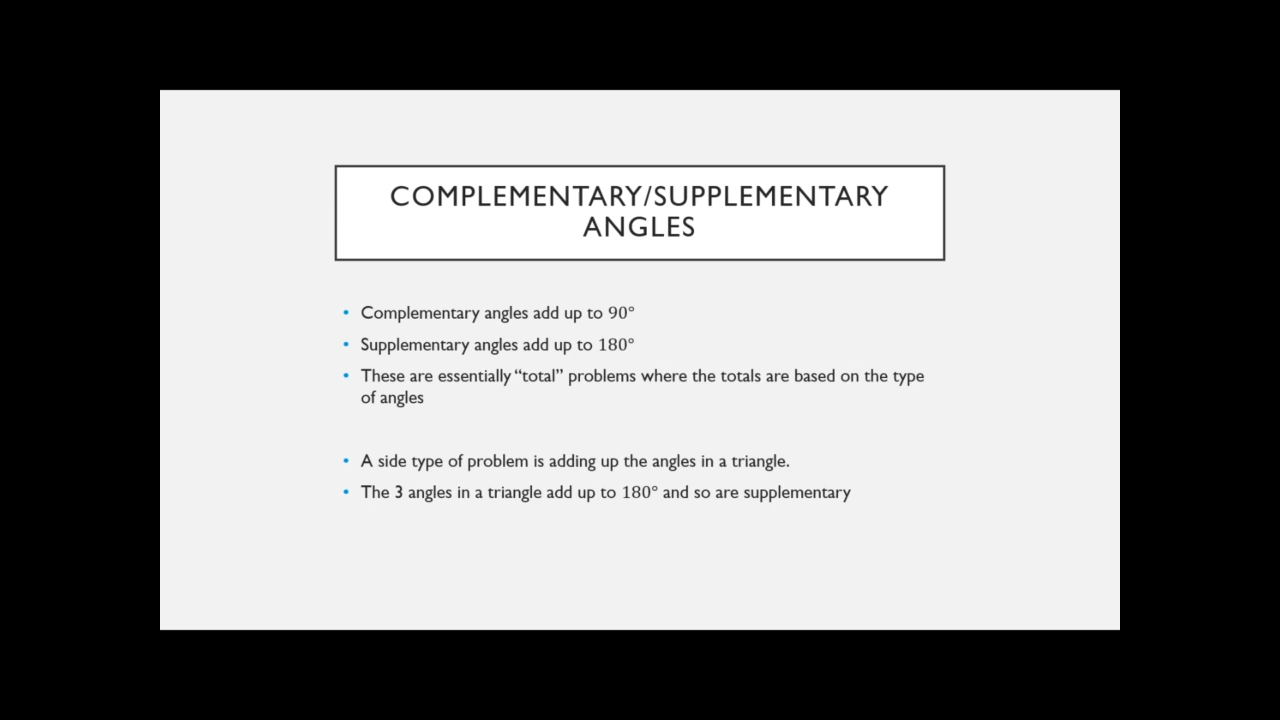 COMPLEMENTARY/SUPPLEMENTARY
ANGLES
• Complementary angles add up to 90°
• Supplementary angles add up to 180°
• These are essentially “total” problems where the totals are based on the type
of angles
• A side type of problem is adding up the angles in a triangle.
• The 3 angles in a triangle add up to 180° and so are supplementary